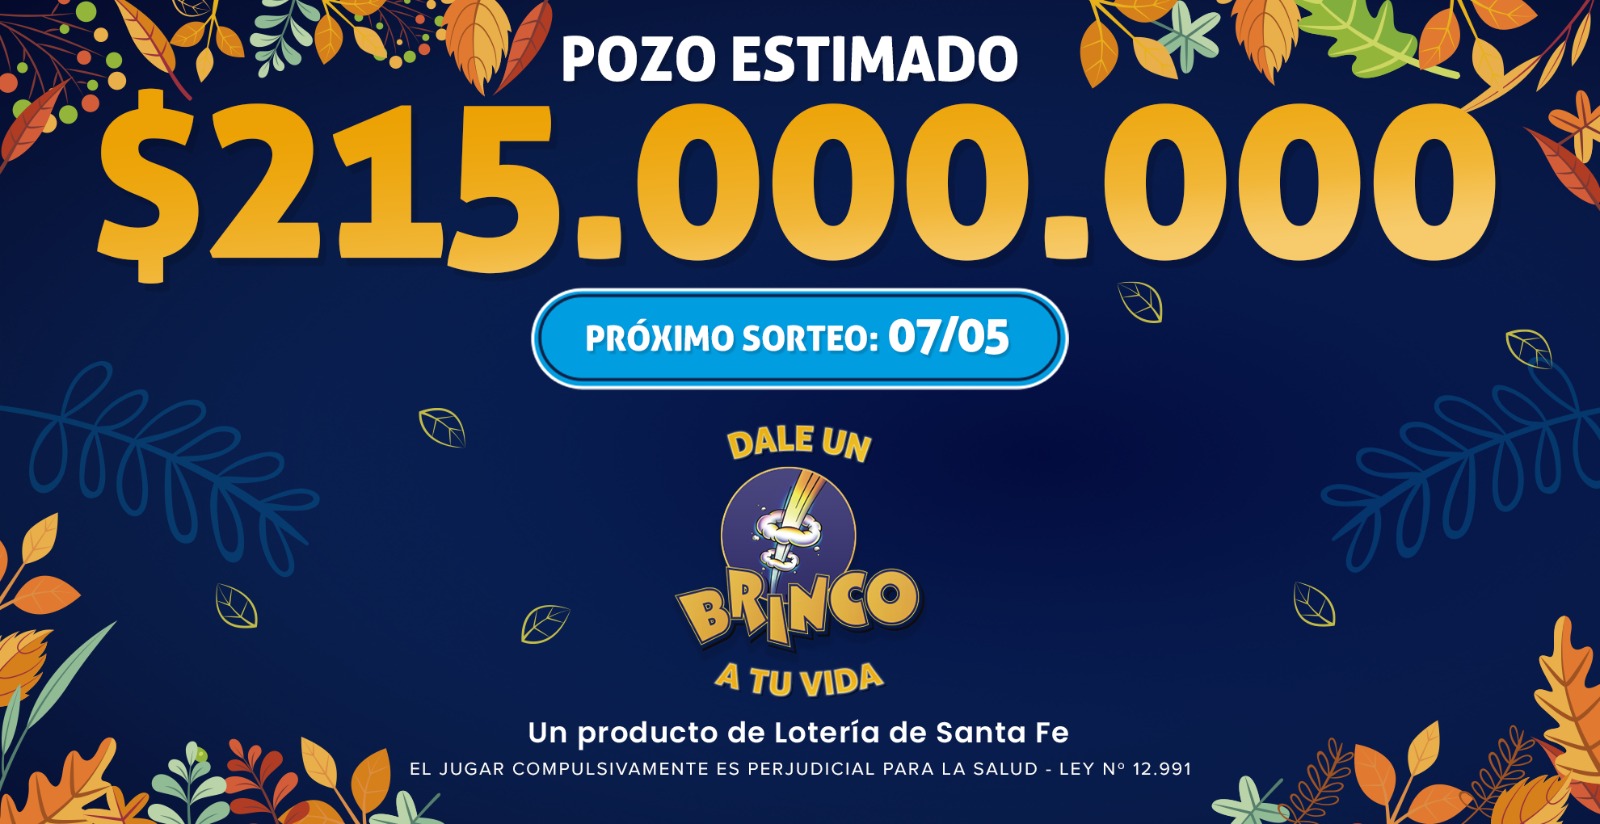 POZO ESTIMADO
$215.000.000
PRÓXIMO SORTEO: 07/05
DALE UN
BRINCO
A TU VIDA
Un producto de Lotería de Santa Fe
EL JUGAR COMPULSIVAMENTE ES PERJUDICIAL PARA LA SALUD - LEY Nº 12.991